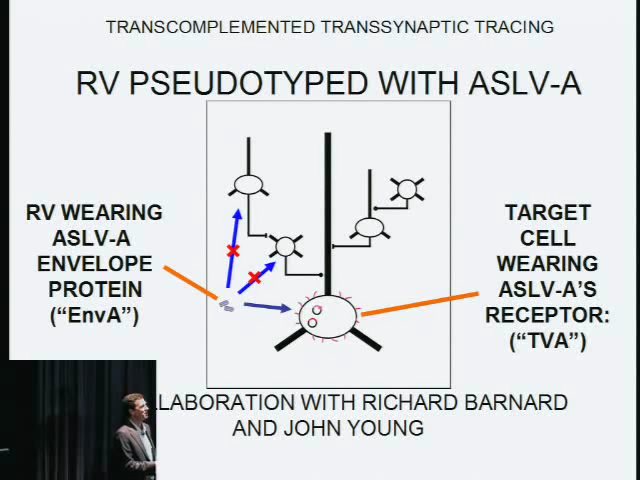 TRANSCOMPLEMENTED TRANSSYNAPTIC TRACING
RV PSEUDOTYPED WITH ASLV-A
RV WEARING
ASLV-A
ENVELOPE
PROTEIN
(“EnvA”)
TARGET
CELL
WEARING
ASLV-A’S
RECEPTOR:
(“TVA”)
LLABORATION WITH RICHARD BARNARD
AND JOHN YOUNG